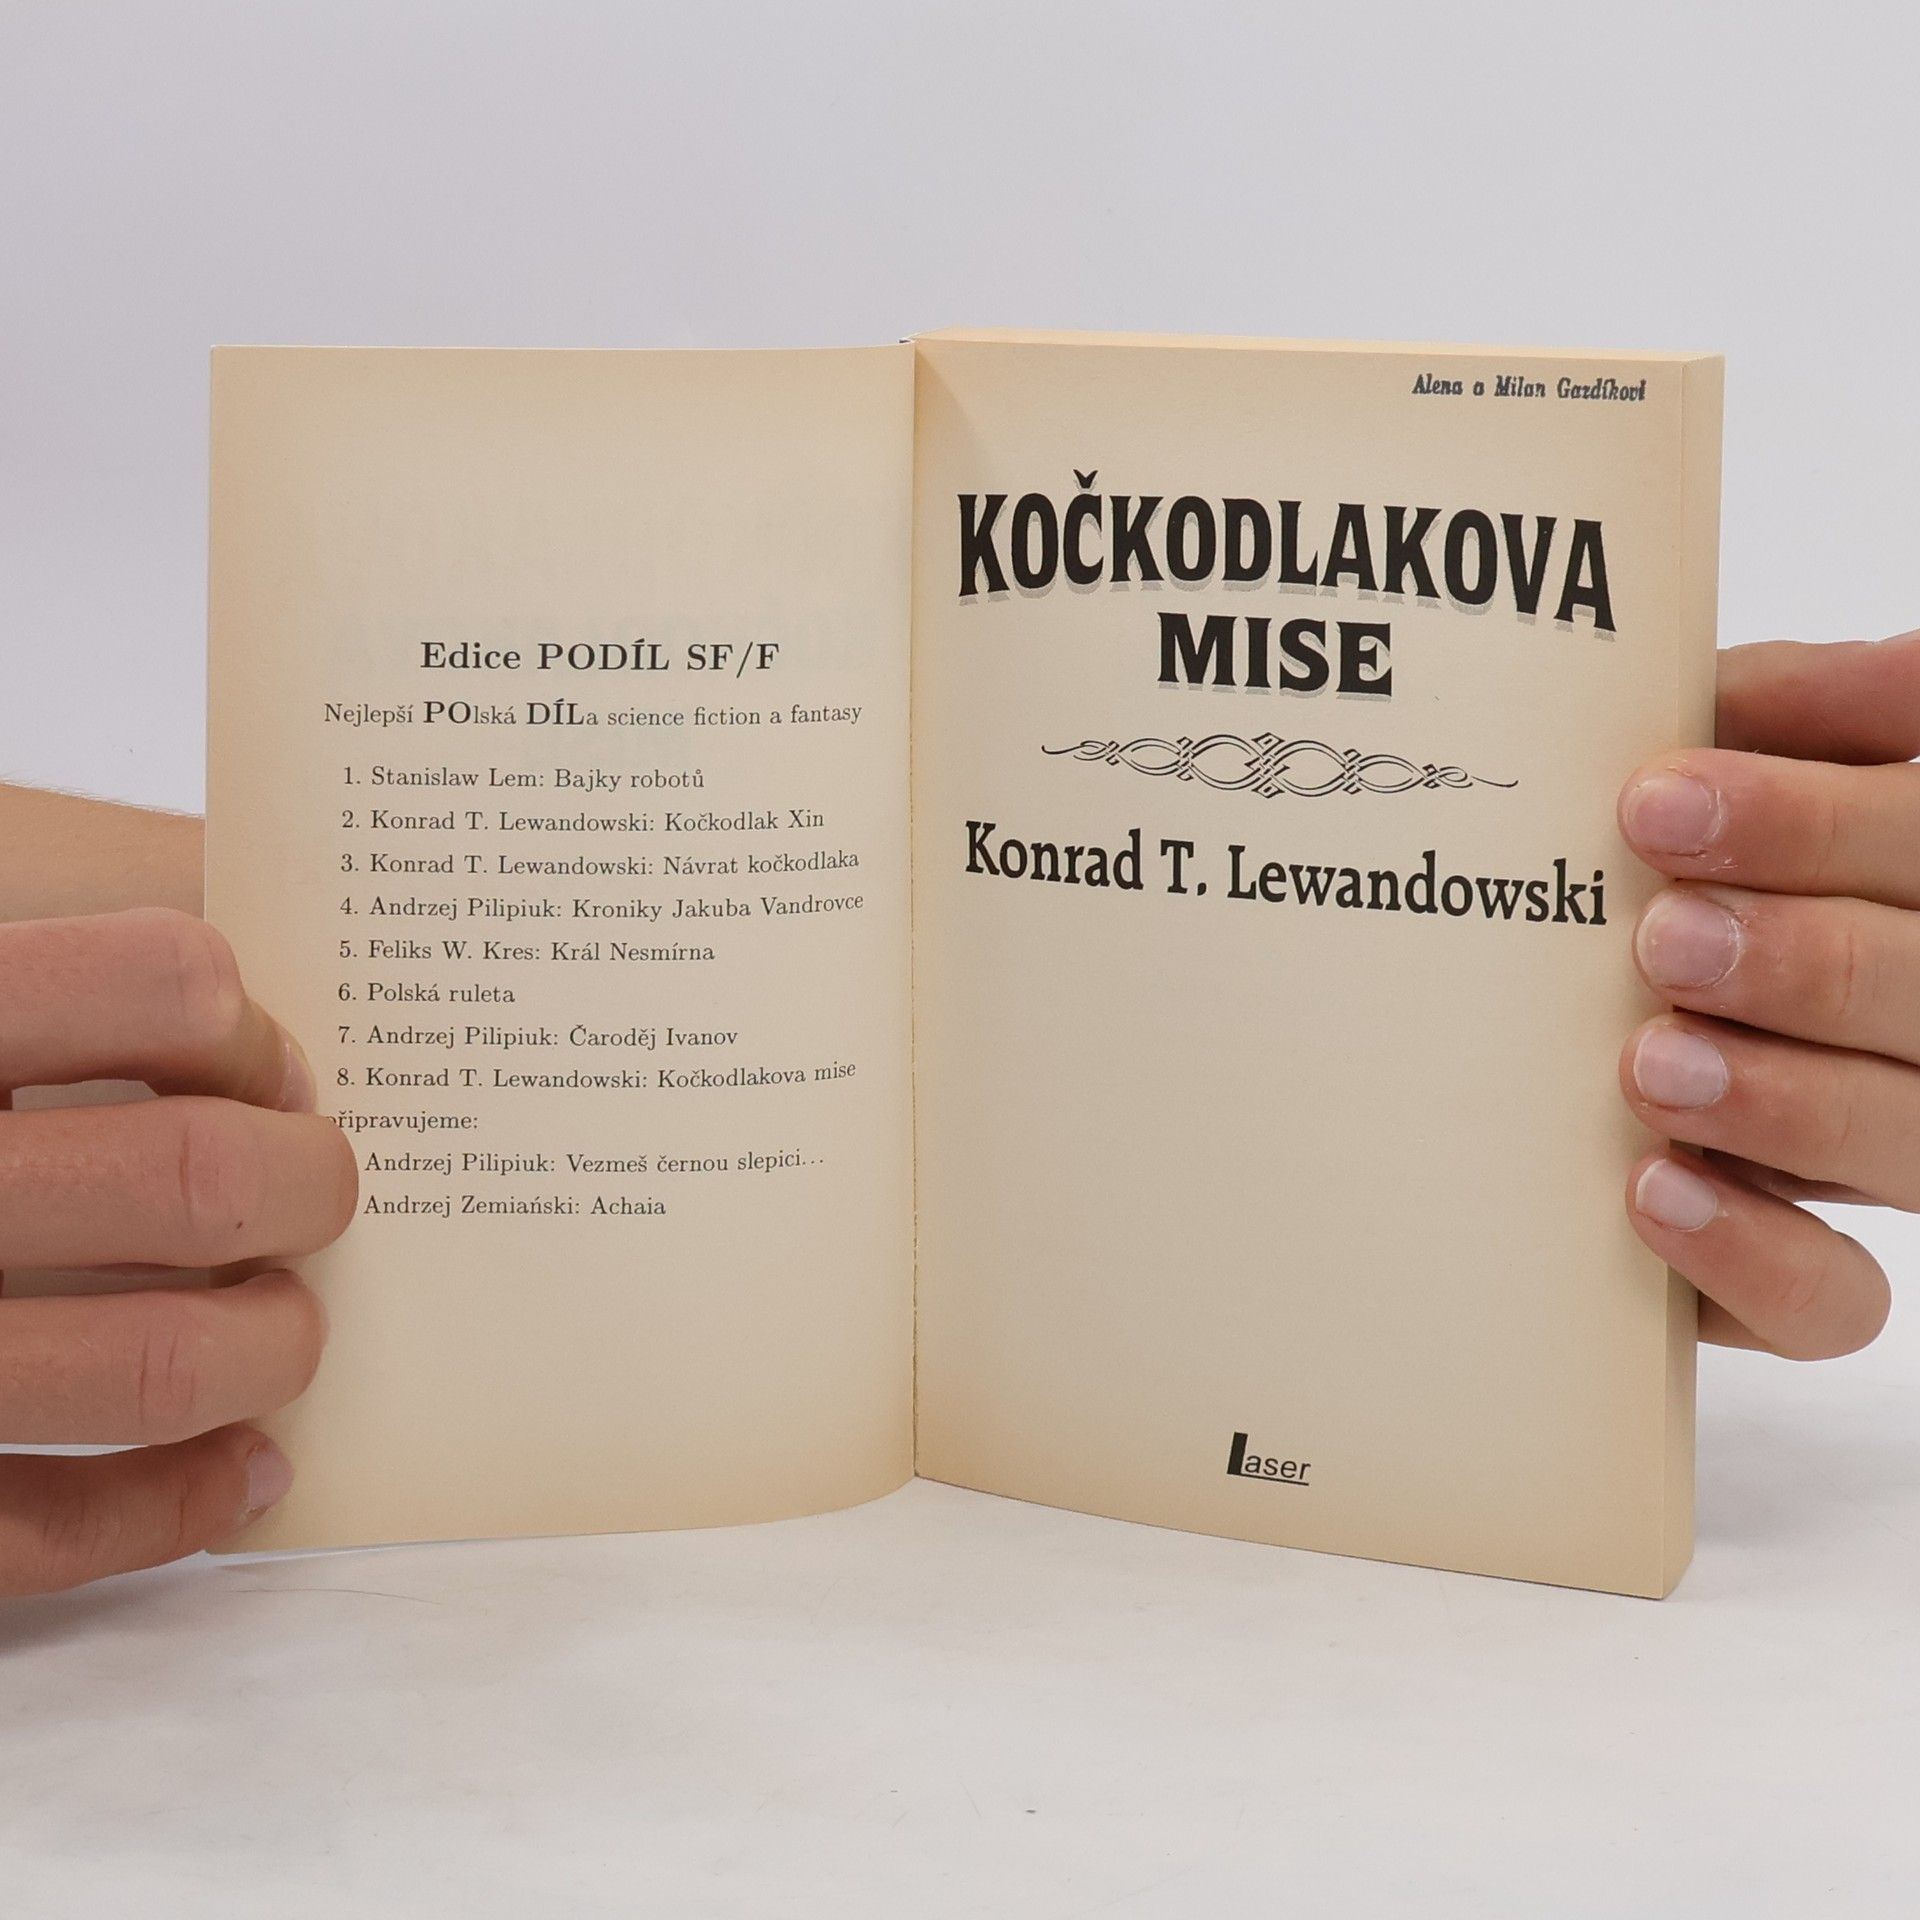 Edice PODÍL SF/F
Nejlepší POlská DÍLa science fiction a fantasy
1. Stanislaw Lem: Bajky robotů
2. Konrad T. Lewandowski: Kočkodlak Xin
3. Konrad T. Lewandowski: Návrat kočkodlaka
4. Andrzej Pilipiuk: Kroniky Jakuba Vandrovce
5. Feliks W. Kres: Král Nesmírna
6. Polská ruleta
7. Andrzej Pilipiuk: Čaroděj Ivanov
8. Konrad T. Lewandowski: Kočkodlakova mise
připravujeme:
Andrzej Pilipiuk: Vezmeš černou slepici...
Andrzej Zemiański: Achaia
Alena a Milan Gazdíkovi
KOČKODLAKOVA
MISE
Konrad T. Lewandowski
Laser